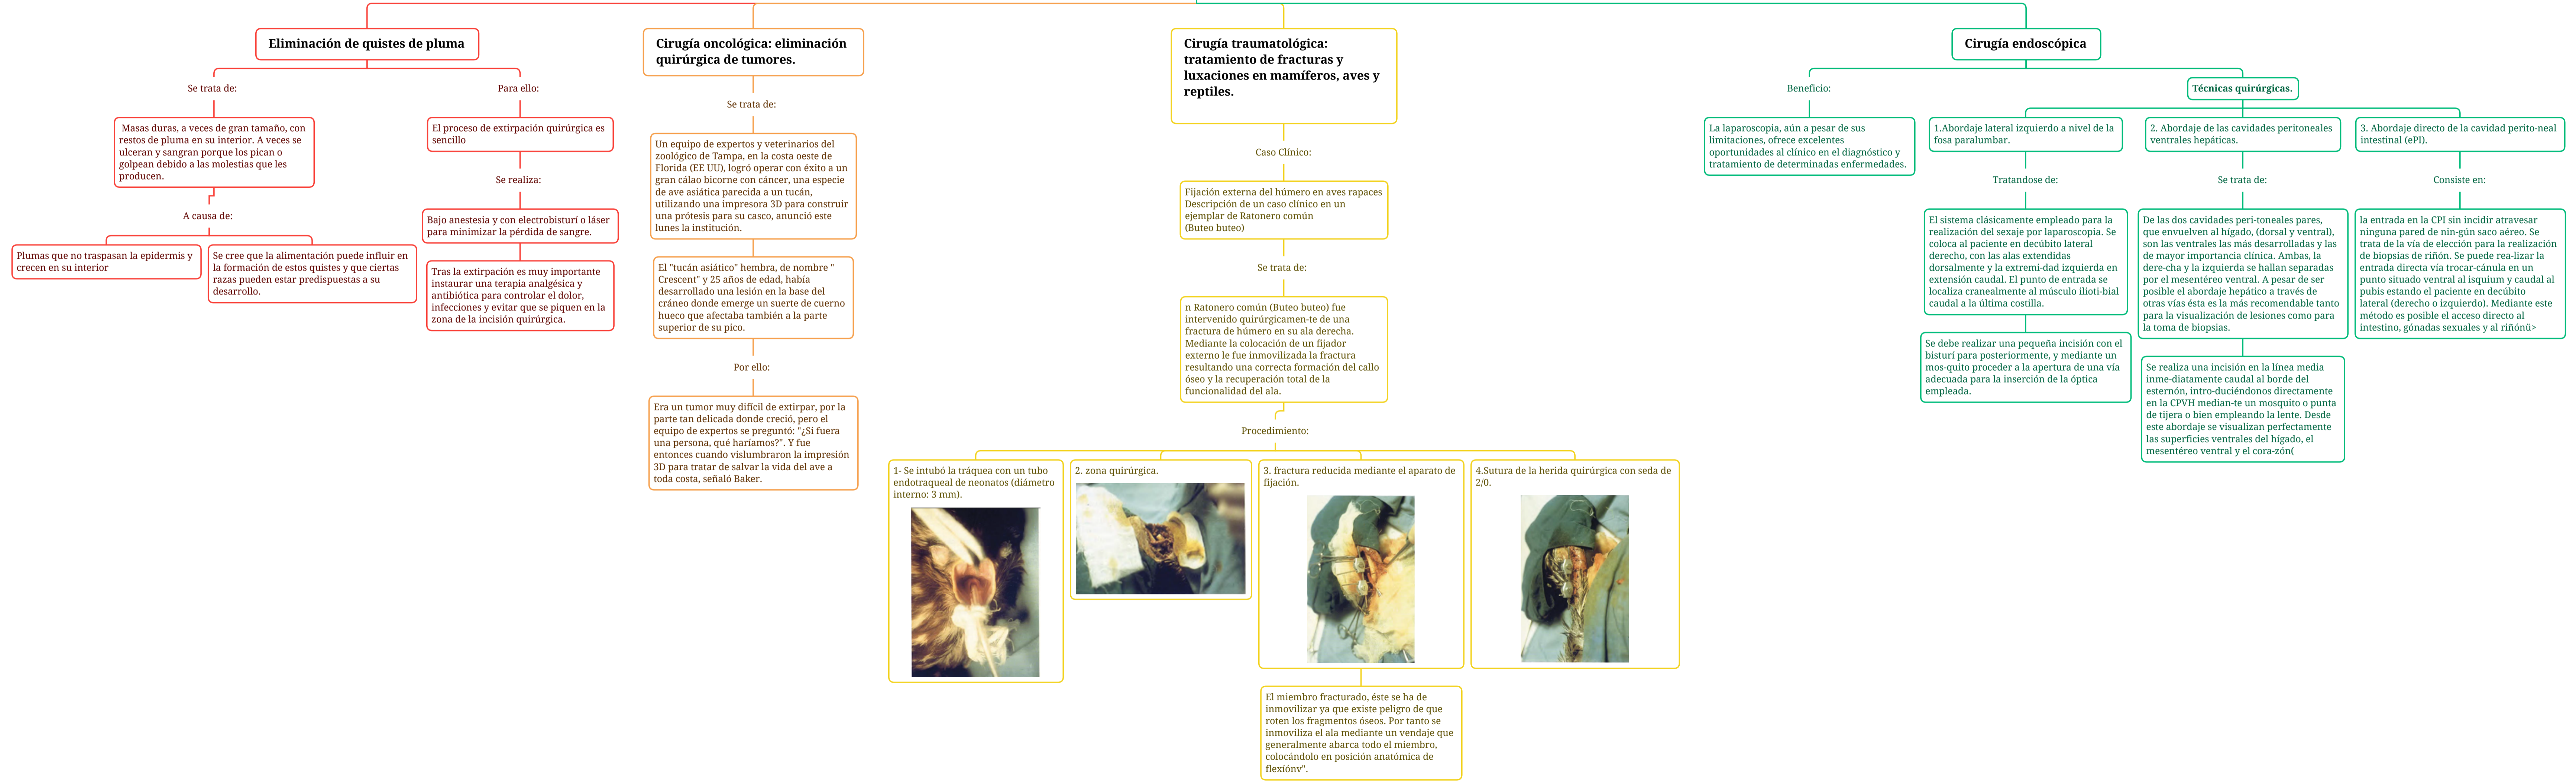 Eliminación de quistes de pluma
Se trata de:
Masas duras, a veces de gran tamaño, con
restos de pluma en su interior. A veces se
ulceran y sangran porque los pican o
golpean debido a las molestias que les
producen.
A causa de:
Plumas que no traspasan la epidermis y
crecen en su interior
Se cree que la alimentación puede influir en
la formación de estos quistes y que ciertas
razas pueden estar predispuestas a su
desarrollo.
Para ello:
El proceso de extirpación quirúrgica es
sencillo
Se realiza:
Bajo anestesia y con electrobisturí o láser
para minimizar la pérdida de sangre.
Tras la extirpación es muy importante
instaurar una terapia analgésica y
antibiótica para controlar el dolor,
infecciones y evitar que se piquen en la
zona de la incisión quirúrgica.
Cirugía oncológica: eliminación
quirúrgica de tumores.
Se trata de:
Un equipo de expertos y veterinarios del
zoológico de Tampa, en la costa oeste de
Florida (EE UU), logró operar con éxito a un
gran cálao bicorne con cáncer, una especie
de ave asiática parecida a un tucán,
utilizando una impresora 3D para construir
una prótesis para su casco, anunció este
lunes la institución.
El "tucán asiático" hembra, de nombre "
Crescent" y 25 años de edad, había
desarrollado una lesión en la base del
cráneo donde emerge un suerte de cuerno
hueco que afectaba también a la parte
superior de su pico.
Por ello:
Era un tumor muy difícil de extirpar, por la
parte tan delicada donde creció, pero el
equipo de expertos se preguntó: "¿Si fuera
una persona, qué haríamos?". Y fue
entonces cuando vislumbraron la impresión
3D para tratar de salvar la vida del ave a
toda costa, señaló Baker.
Cirugía traumatológica:
tratamiento de fracturas y
luxaciones en mamíferos, aves y
reptiles.
Caso Clínico:
Fijación externa del húmero en aves rapaces
Descripción de un caso clínico en un
ejemplar de Ratonero común
(Buteo buteo)
Se trata de:
n Ratonero común (Buteo buteo) fue
intervenido quirúrgicamen-te de una
fractura de húmero en su ala derecha.
Mediante la colocación de un fijador
externo le fue inmovilizada la fractura
resultando una correcta formación del callo
óseo y la recuperación total de la
funcionalidad del ala.
Procedimiento:
1- Se intubó la tráquea con un tubo
endotraqueal de neonatos (diámetro
interno: 3 mm).
2. zona quirúrgica.
3. fractura reducida mediante el aparato de
fijación.
El miembro fracturado, éste se ha de
inmovilizar ya que existe peligro de que
roten los fragmentos óseos. Por tanto se
inmoviliza el ala mediante un vendaje que
generalmente abarca todo el miembro,
colocándolo en posición anatómica de
flexíónv".
4.Sutura de la herida quirúrgica con seda de
2/0.
Cirugía endoscópica
Beneficio:
La laparoscopia, aún a pesar de sus
limitaciones, ofrece excelentes
oportunidades al clínico en el diagnóstico y
tratamiento de determinadas enfermedades.
Técnicas quirúrgicas.
1.Abordaje lateral izquierdo a nivel de la
fosa paralumbar.
Tratandose de:
El sistema clásicamente empleado para la
realización del sexaje por laparoscopia. Se
coloca al paciente en decúbito lateral
derecho, con las alas extendidas
dorsalmente y la extremi-dad izquierda en
extensión caudal. El punto de entrada se
localiza cranealmente al músculo ilioti-bial
caudal a la última costilla.
Se debe realizar una pequeña incisión con el
bisturí para posteriormente, y mediante un
mos-quito proceder a la apertura de una vía
adecuada para la inserción de la óptica
empleada.
2. Abordaje de las cavidades peritoneales
ventrales hepáticas.
Se trata de:
De las dos cavidades peri-toneales pares,
que envuelven al hígado, (dorsal y ventral),
son las ventrales las más desarrolladas y las
de mayor importancia clínica. Ambas, la
dere-cha y la izquierda se hallan separadas
por el mesentéreo ventral. A pesar de ser
posible el abordaje hepático a través de
otras vías ésta es la más recomendable tanto
para la visualización de lesiones como para
la toma de biopsias.
Se realiza una incisión en la línea media
inme-diatamente caudal al borde del
esternón, intro-duciéndonos directamente
en la CPVH median-te un mosquito o punta
de tijera o bien empleando la lente. Desde
este abordaje se visualizan perfectamente
las superficies ventrales del hígado, el
mesentéreo ventral y el cora-zón(
3. Abordaje directo de la cavidad perito-neal
intestinal (ePI).
Consiste en:
la entrada en la CPI sin incidir atravesar
ninguna pared de nin-gún saco aéreo. Se
trata de la vía de elección para la realización
de biopsias de riñón. Se puede rea-lizar la
entrada directa vía trocar-cánula en un
punto situado ventral al isquium y caudal al
pubis estando el paciente en decúbito
lateral (derecho o izquierdo). Mediante este
método es posible el acceso directo al
intestino, gónadas sexuales y al riñónü>